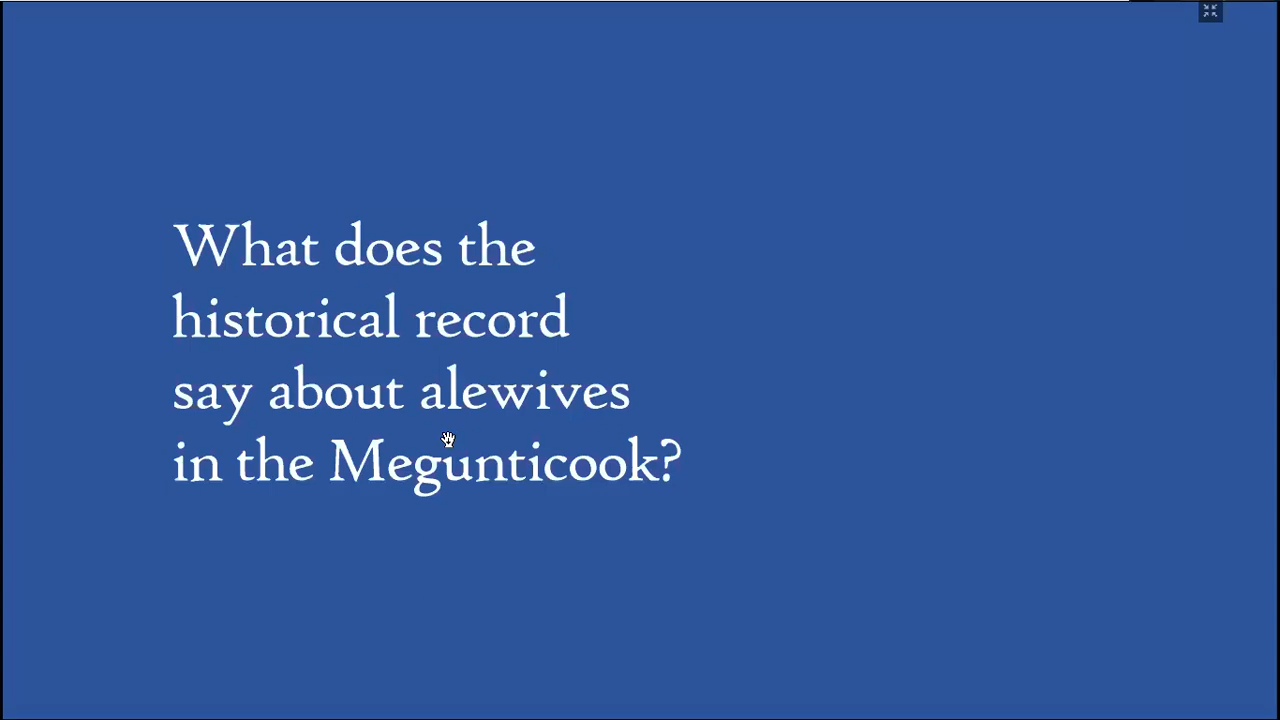 What does the
historical record
say about alewives
in the Megunticook?